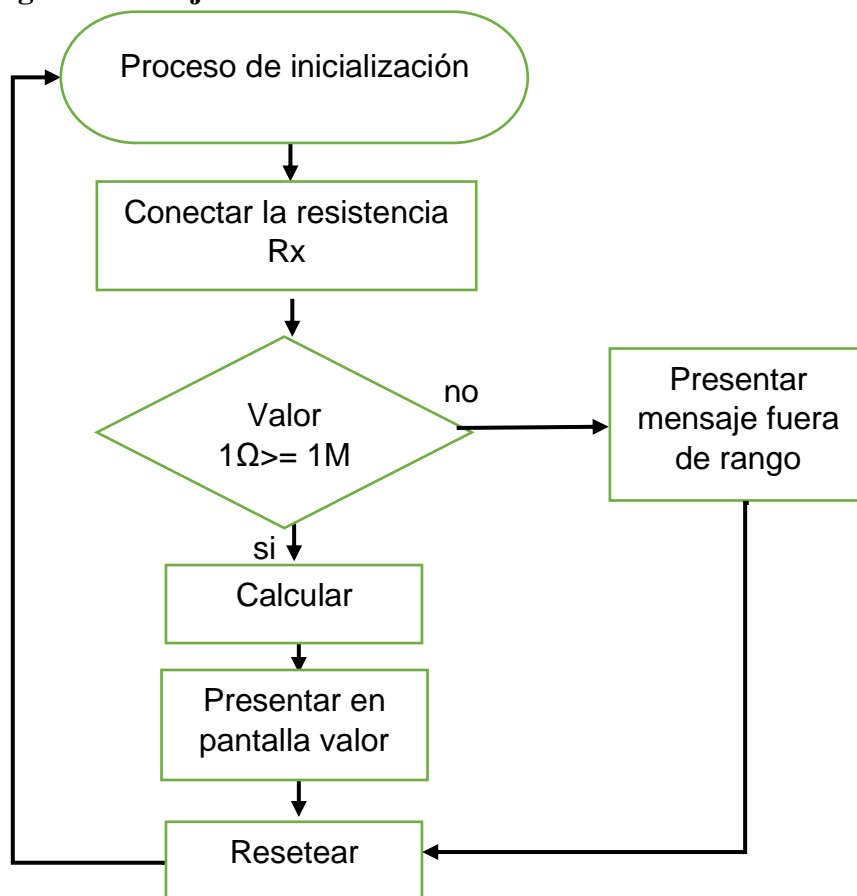 Proceso de inicialización
Conectar la resistencia
Rx
Valor
1Ω>= 1M
no
Presentar
mensaje fuera
de rango
si
Calcular
Presentar en
pantalla valor
Resetear